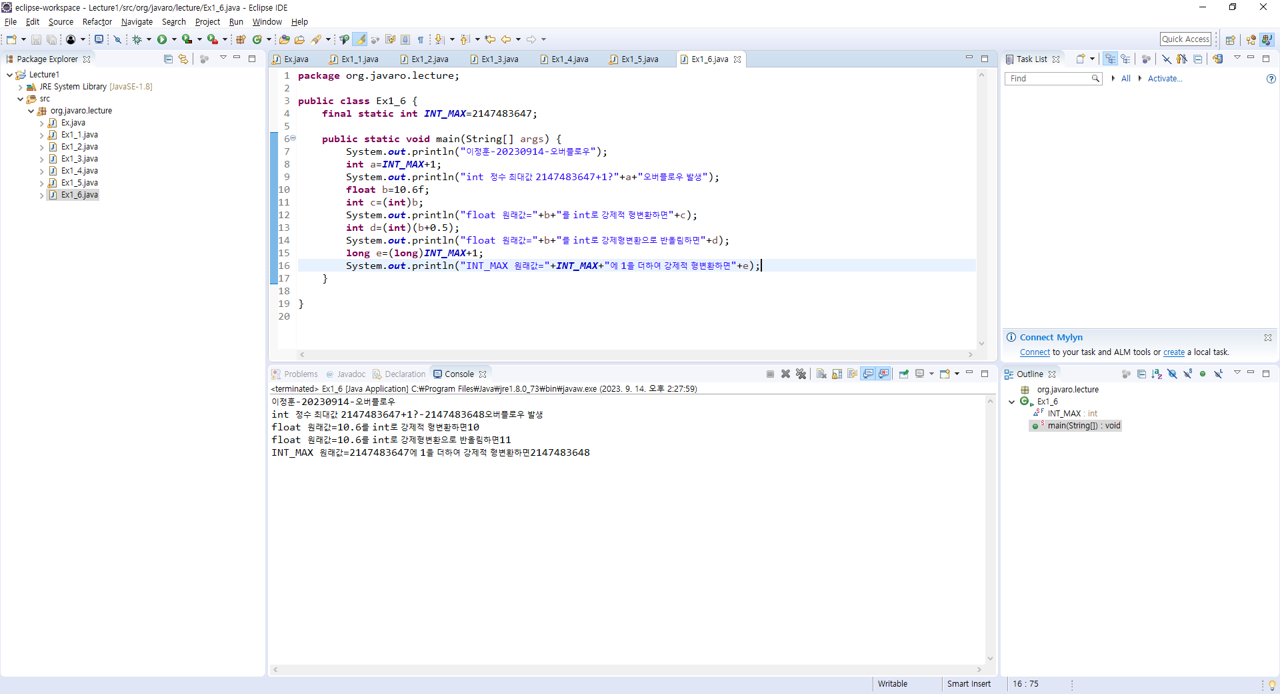 eclipse-workspace - Lecture1/src/org/javaro/lecture/Ex1_6.java - Eclipse IDE
File Edit Source Refactor Navigate Search Project Run Window Help
Quick Access
Package Explorer
Lecture1
JRE System Library [JavaSE-1.8]
src
org.javaro.lecture
Ex.java
Ex1_1.java
Ex1_2.java
Ex1_3.java
Ex1_4.java
Ex1_5.java
Ex1_6.java
Ex.java Ex1_1.java Ex1_2.java Ex1_3.java Ex1_4.java Ex1_5.java Ex1_6.java
1 package org.javaro.lecture;
2
3 public class Ex1_6 {
4 final static int INT_MAX=2147483647;
5
6 public static void main(String[] args) {
7 System.out.println("이정훈-20230914-오버플로우");
8 int a=INT_MAX+1;
9 System.out.println("int 정수 최대값 2147483647+1?"+a+"오버플로우 발생");
10 float b=10.6f;
11 int c=(int)b;
12 System.out.println("float 원래값="+b+"를 int로 강제적 형변환하면"+c);
13 int d=(int)(b+0.5);
14 System.out.println("float 원래값="+b+"를 int로 강제형변환으로 반올림하면"+d);
15 long e=(long)INT_MAX+1;
16 System.out.println("INT_MAX 원래값="+INT_MAX+"에 1을 더하여 강제적 형변환하면"+e);
17 }
18
19 }
20
Problems Javadoc Declaration Console
<terminated> Ex1_6 [Java Application] C:₩Program Files₩Java₩jre1.8.0_73₩bin₩javaw.exe (2023. 9. 14. 오후 2:27:59)
이정훈-20230914-오버플로우
int 정수 최대값 2147483647+1?-2147483648오버플로우 발생
float 원래값=10.6를 int로 강제적 형변환하면10
float 원래값=10.6를 int로 강제형변환으로 반올림하면11
INT_MAX 원래값=2147483647에 1을 더하여 강제적 형변환하면2147483648
Task List
Find All Activate...
Connect Mylyn
Connect to your task and ALM tools or create a local task.
Outline
org.javaro.lecture
Ex1_6
INT_MAX : int
main(String[]) : void
Writable Smart Insert 16 : 75